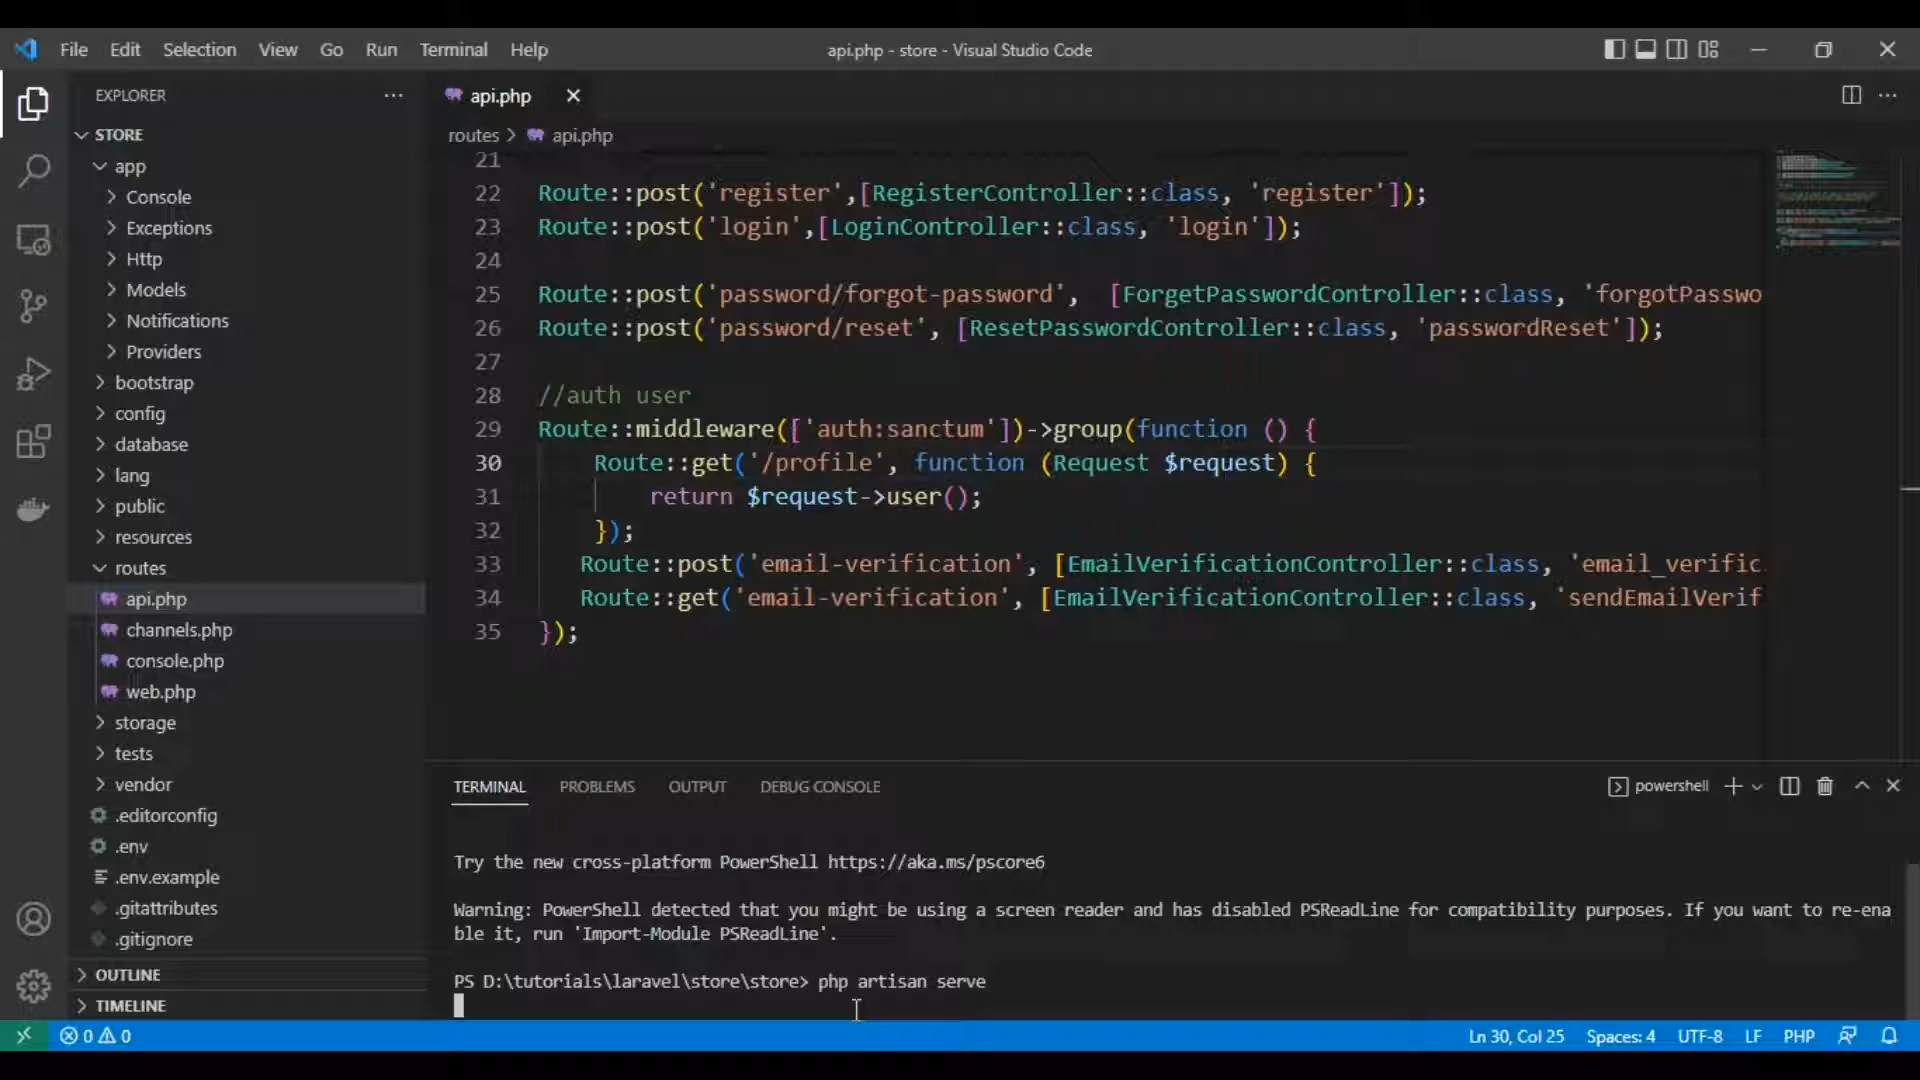 File Edit Selection View Go Run Terminal Help
api.php - store - Visual Studio Code
EXPLORER
STORE
app
Console
Exceptions
Http
Models
Notifications
Providers
bootstrap
config
database
lang
public
resources
routes
api.php
channels.php
console.php
web.php
storage
tests
vendor
.editorconfig
.env
.env.example
.gitattributes
.gitignore
OUTLINE
TIMELINE
api.php
routes > api.php
21
22 Route::post('register',[RegisterController::class, 'register']);
23 Route::post('login',[LoginController::class, 'login']);
24
25 Route::post('password/forgot-password', [ForgetPasswordController::class, 'forgotPasswo
26 Route::post('password/reset', [ResetPasswordController::class, 'passwordReset']);
27
28 //auth user
29 Route::middleware(['auth:sanctum'])->group(function () {
30 Route::get('/profile', function (Request $request) {
31 return $request->user();
32 });
33 Route::post('email-verification', [EmailVerificationController::class, 'email_verific
34 Route::get('email-verification', [EmailVerificationController::class, 'sendEmailVerif
35 });
TERMINAL PROBLEMS OUTPUT DEBUG CONSOLE
powershell
Try the new cross-platform PowerShell https://aka.ms/pscore6
Warning: PowerShell detected that you might be using a screen reader and has disabled PSReadLine for compatibility purposes. If you want to re-ena
ble it, run 'Import-Module PSReadLine'.
PS D:\tutorials\laravel\store\store> php artisan serve
0 0
Ln 30, Col 25 Spaces: 4 UTF-8 LF PHP